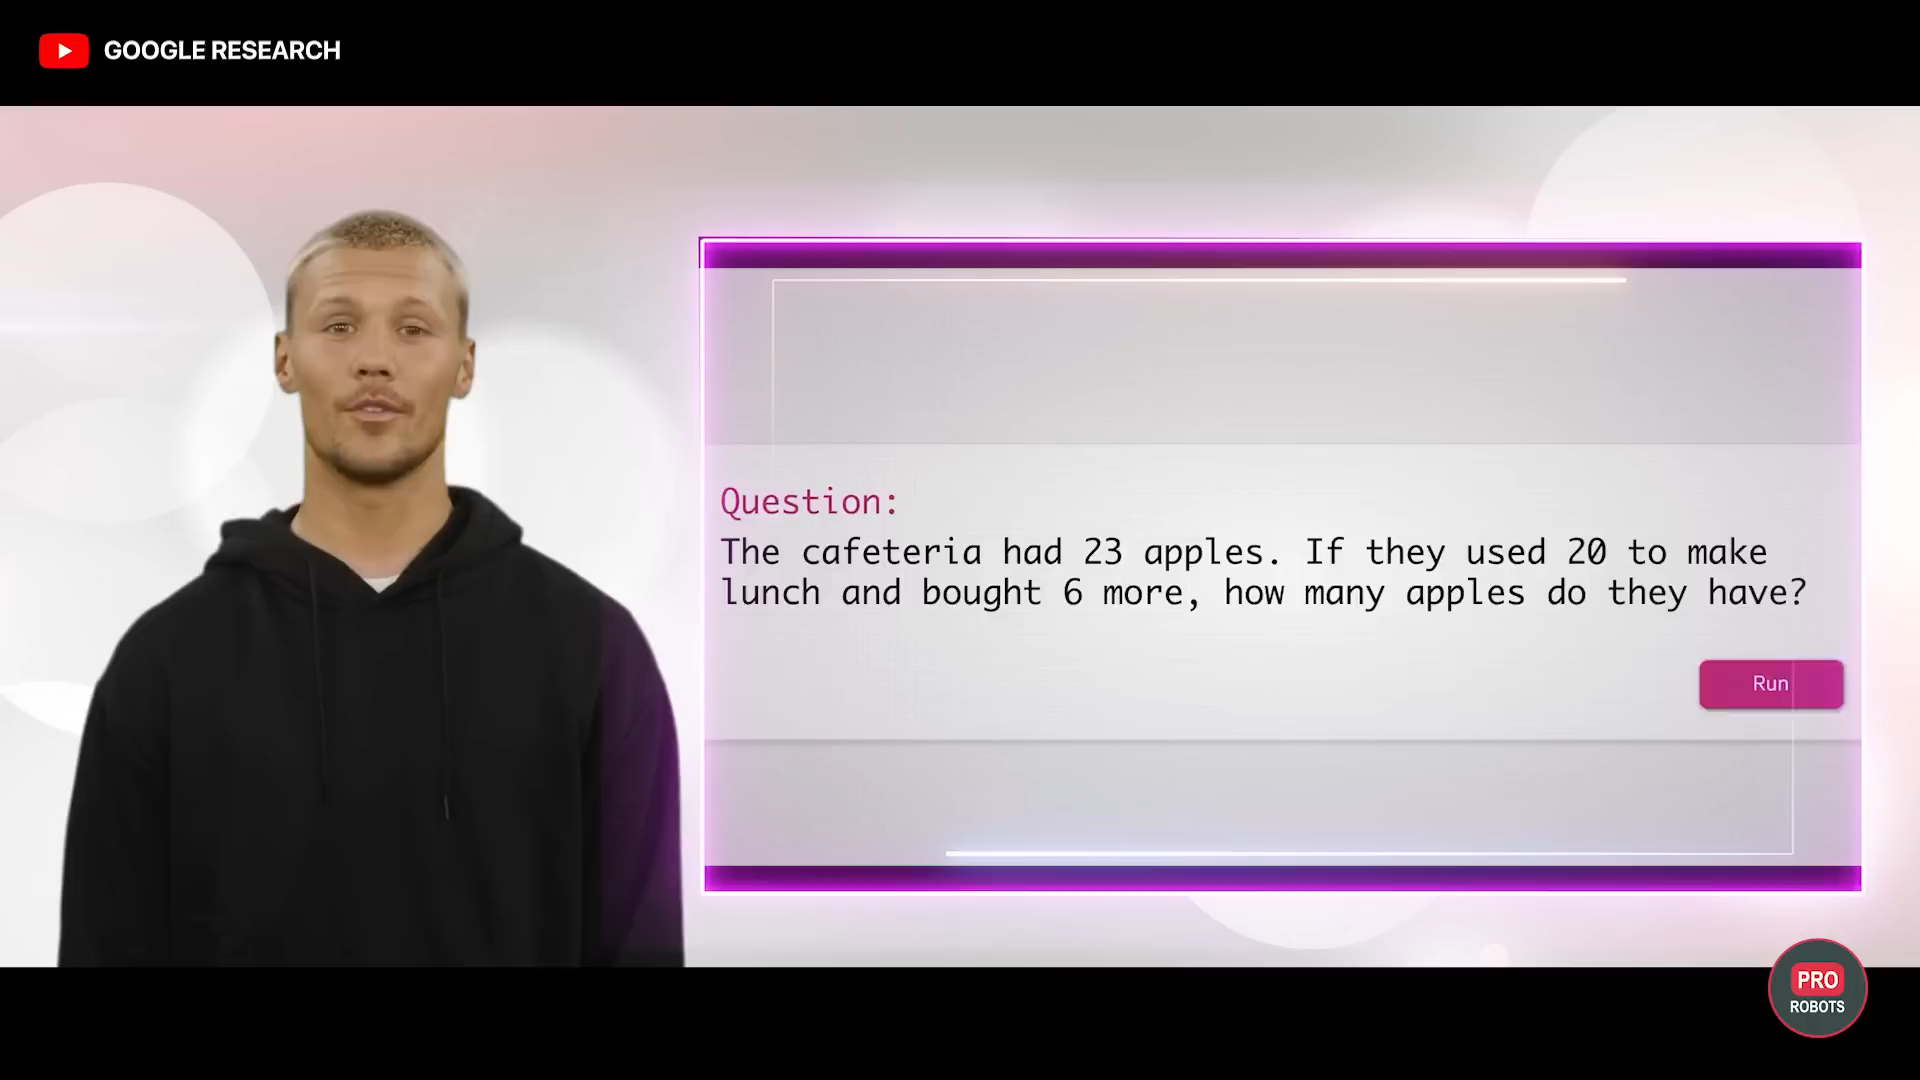 GOOGLE RESEARCH
Question:
The cafeteria had 23 apples. If they used 20 to make
lunch and bought 6 more, how many apples do they have?
Run
PRO
ROBOTS